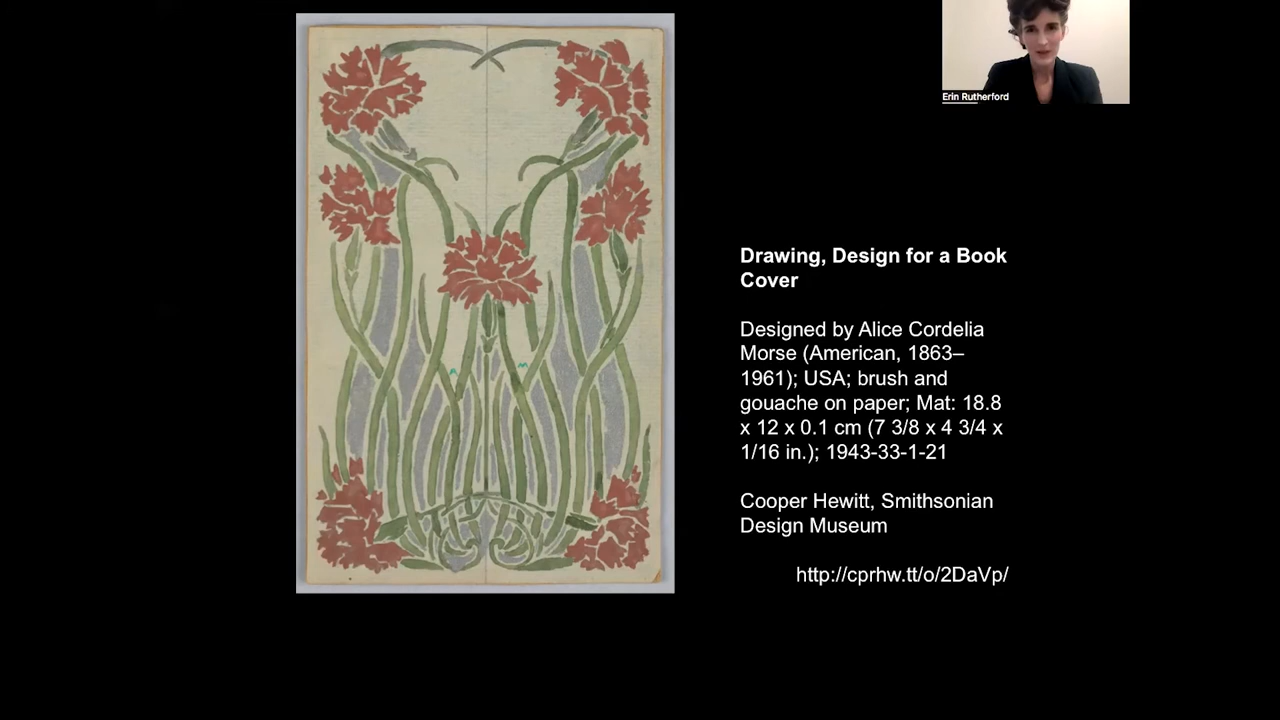 Erin Rutherford
Drawing, Design for a Book
Cover
Designed by Alice Cordelia
Morse (American, 1863–
1961); USA; brush and
gouache on paper; Mat: 18.8
x 12 x 0.1 cm (7 3/8 x 4 3/4 x
1/16 in.); 1943-33-1-21
Cooper Hewitt, Smithsonian
Design Museum
http://cprhw.tt/o/2DaVp/
A M